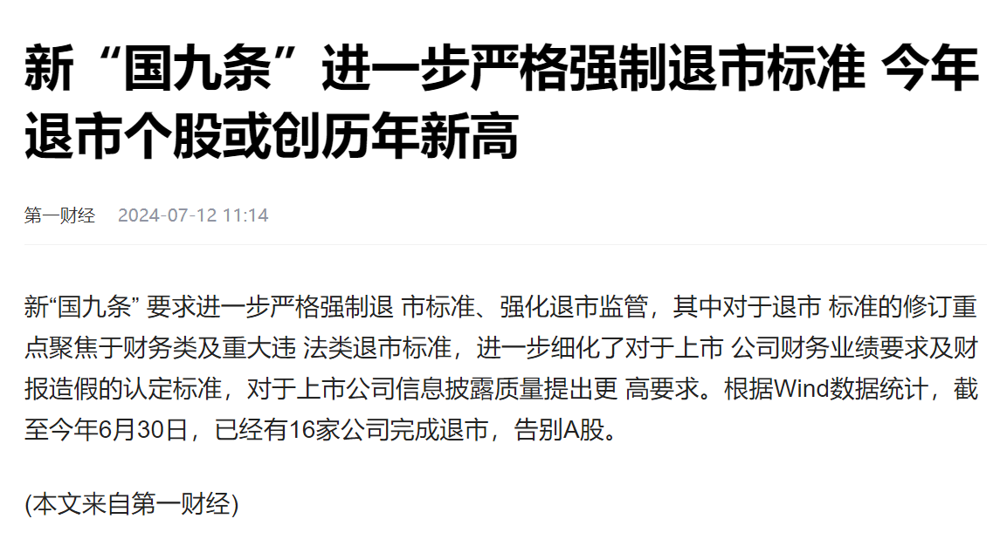 新“国九条”进一步严格强制退市标准 今年
退市个股或创历年新高
第一财经 2024-07-12 11:14
新“国九条” 要求进一步严格强制退 市标准、强化退市监管，其中对于退市 标准的修订重
点聚焦于财务类及重大违 法类退市标准，进一步细化了对于上市 公司财务业绩要求及财
报造假的认定标准，对于上市公司信息披露质量提出更 高要求。根据Wind数据统计，截
至今年6月30日，已经有16家公司完成退市，告别A股。
(本文来自第一财经)